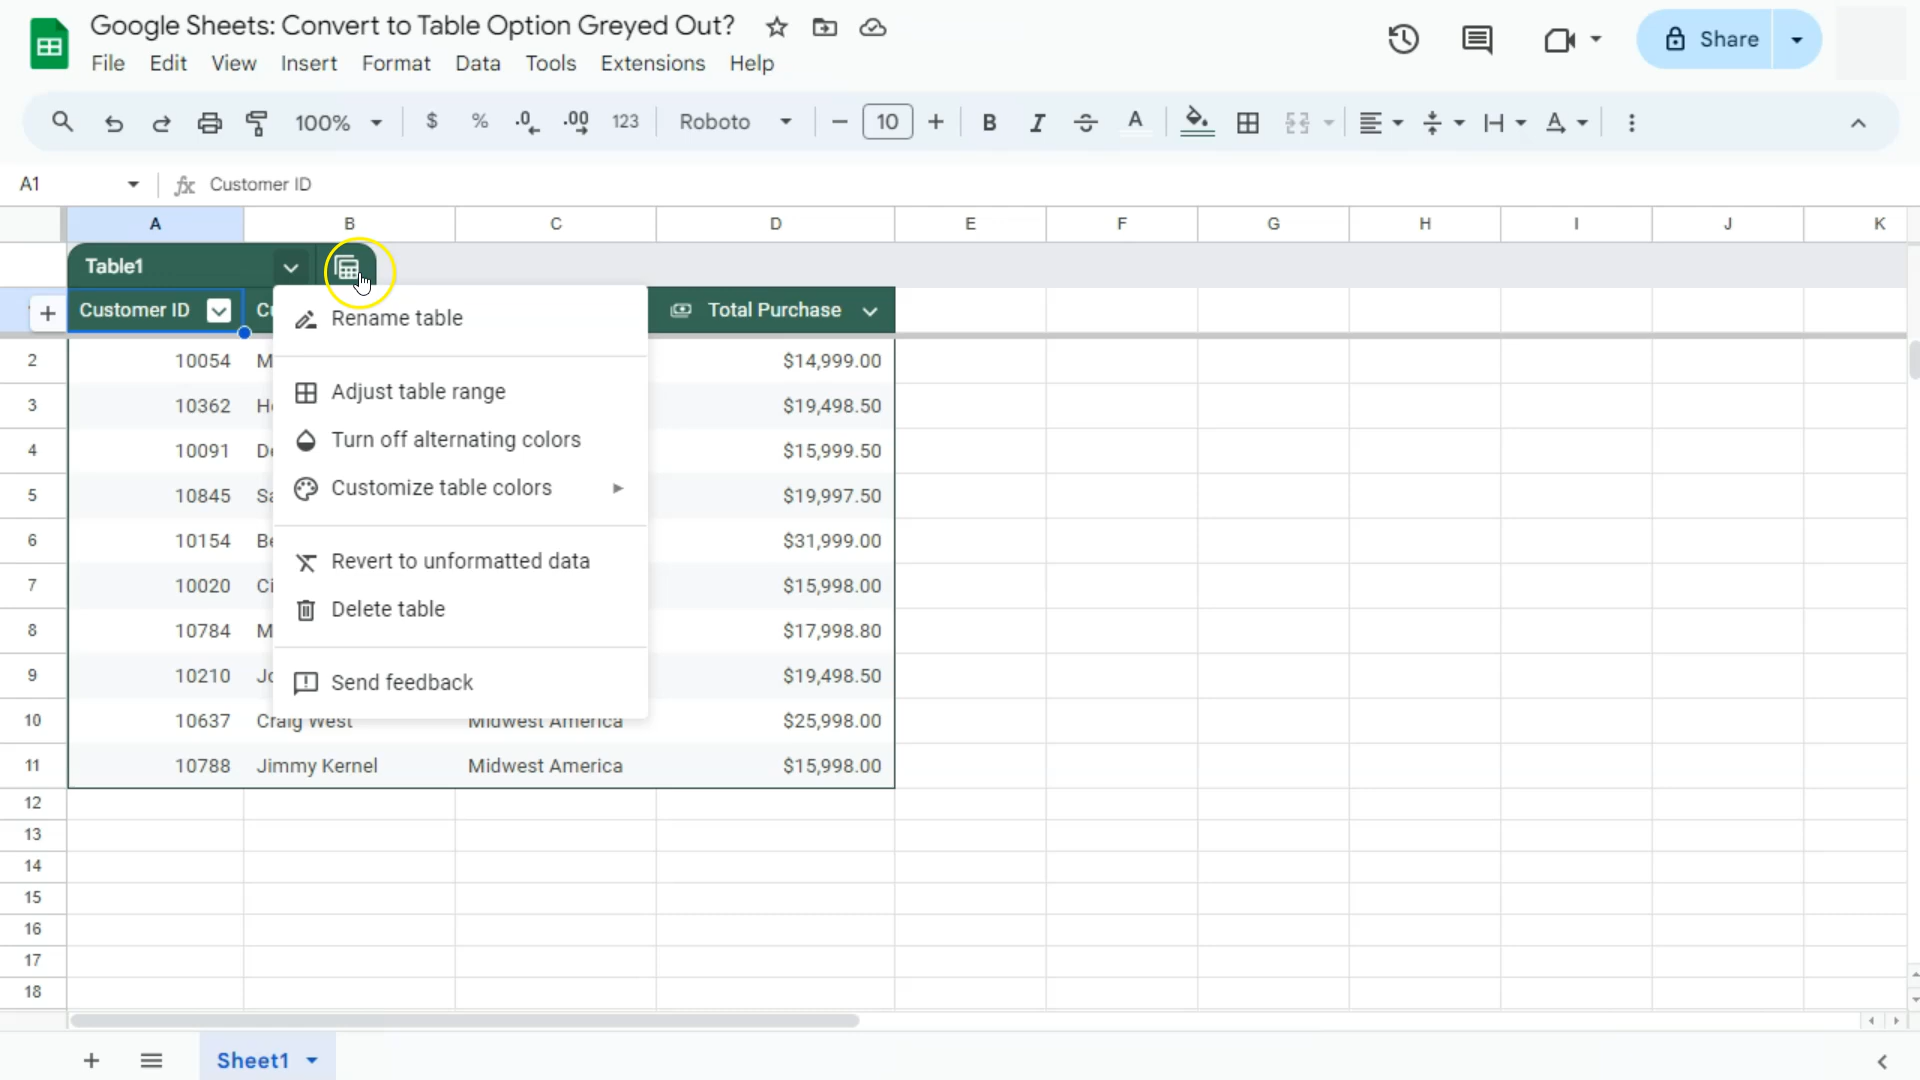 Google Sheets: Convert to Table Option Greyed Out?
File Edit View Insert Format Data Tools Extensions Help
Share
100% $ % .0 .00 123 Roboto 10 B I S A
A1 fx Customer ID
A B C D E F G H I J K
Table1
Customer ID Total Purchase
Rename table
Adjust table range
Turn off alternating colors
Customize table colors
Revert to unformatted data
Delete table
Send feedback
2 10054 $14,999.00
3 10362 $19,498.50
4 10091 $15,999.50
5 10845 $19,997.50
6 10154 $31,999.00
7 10020 $15,998.00
8 10784 $17,998.80
9 10210 $19,498.50
10 10637 Craig West Midwest America $25,998.00
11 10788 Jimmy Kernel Midwest America $15,998.00
12
13
14
15
16
17
18
Sheet1